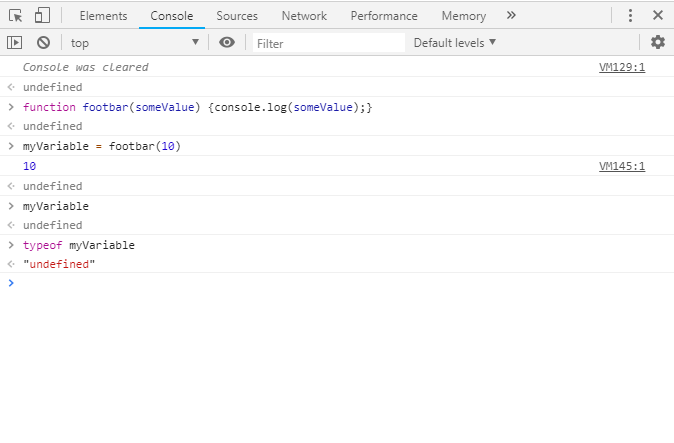 Elements Console Sources Network Performance Memory »
top ▼ Filter Default levels ▼
Console was cleared VM129:1
undefined
function footbar(someValue) {console.log(someValue);}
undefined
myVariable = footbar(10)
10 VM145:1
undefined
myVariable
undefined
typeof myVariable
"undefined"